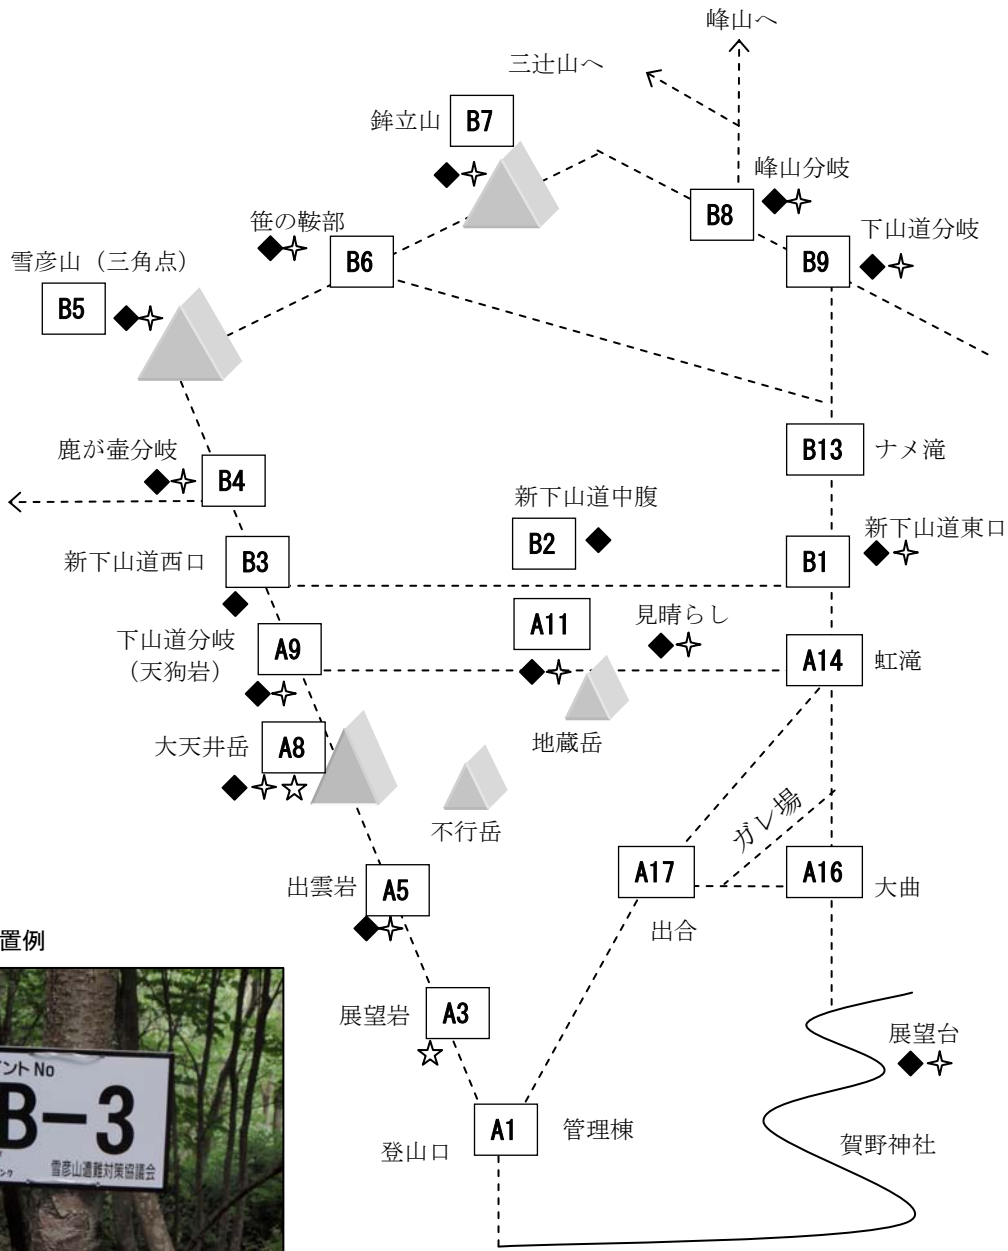 峰山へ
三辻山へ
鉾立山
B7
峰山分岐
B8
笹の鞍部
B6
下山道分岐
B9
雪彦山（三角点）
B5
鹿が壷分岐
B4
B13
ナメ滝
新下山道中腹
B2
新下山道東口
B1
新下山道西口
B3
A11
見晴らし
下山道分岐
（天狗岩）
A9
A14
虹滝
大天井岳
A8
地蔵岳
不行岳
ガレ場
出雲岩
A5
A17
出合
A16
大曲
置例
展望岩
A3
展望台
A1
管理棟
登山口
賀野神社
イント No
B-3
雪彦山遭難対策協議会